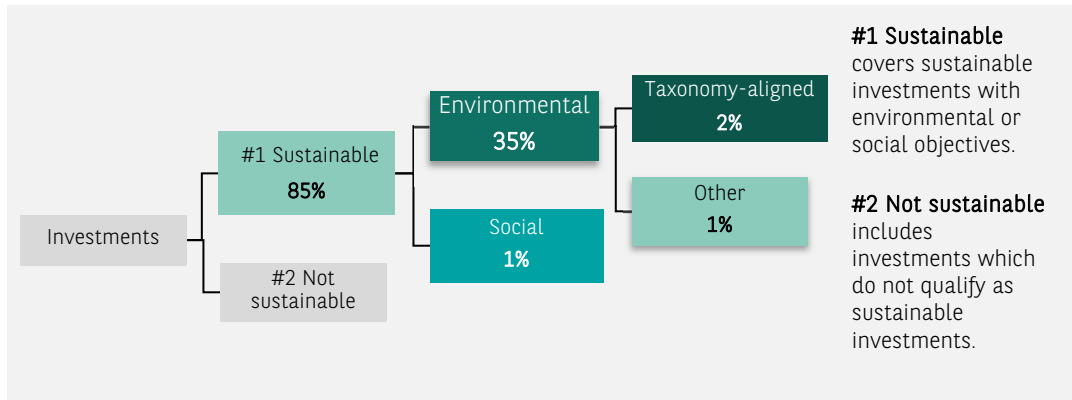 Investments
#1 Sustainable
85%
#2 Not
sustainable
Environmental
35%
Social
1%
Taxonomy-aligned
2%
Other
1%
#1 Sustainable
covers sustainable
investments with
environmental or
social objectives.
#2 Not sustainable
includes
investments which
do not qualify as
sustainable
investments.